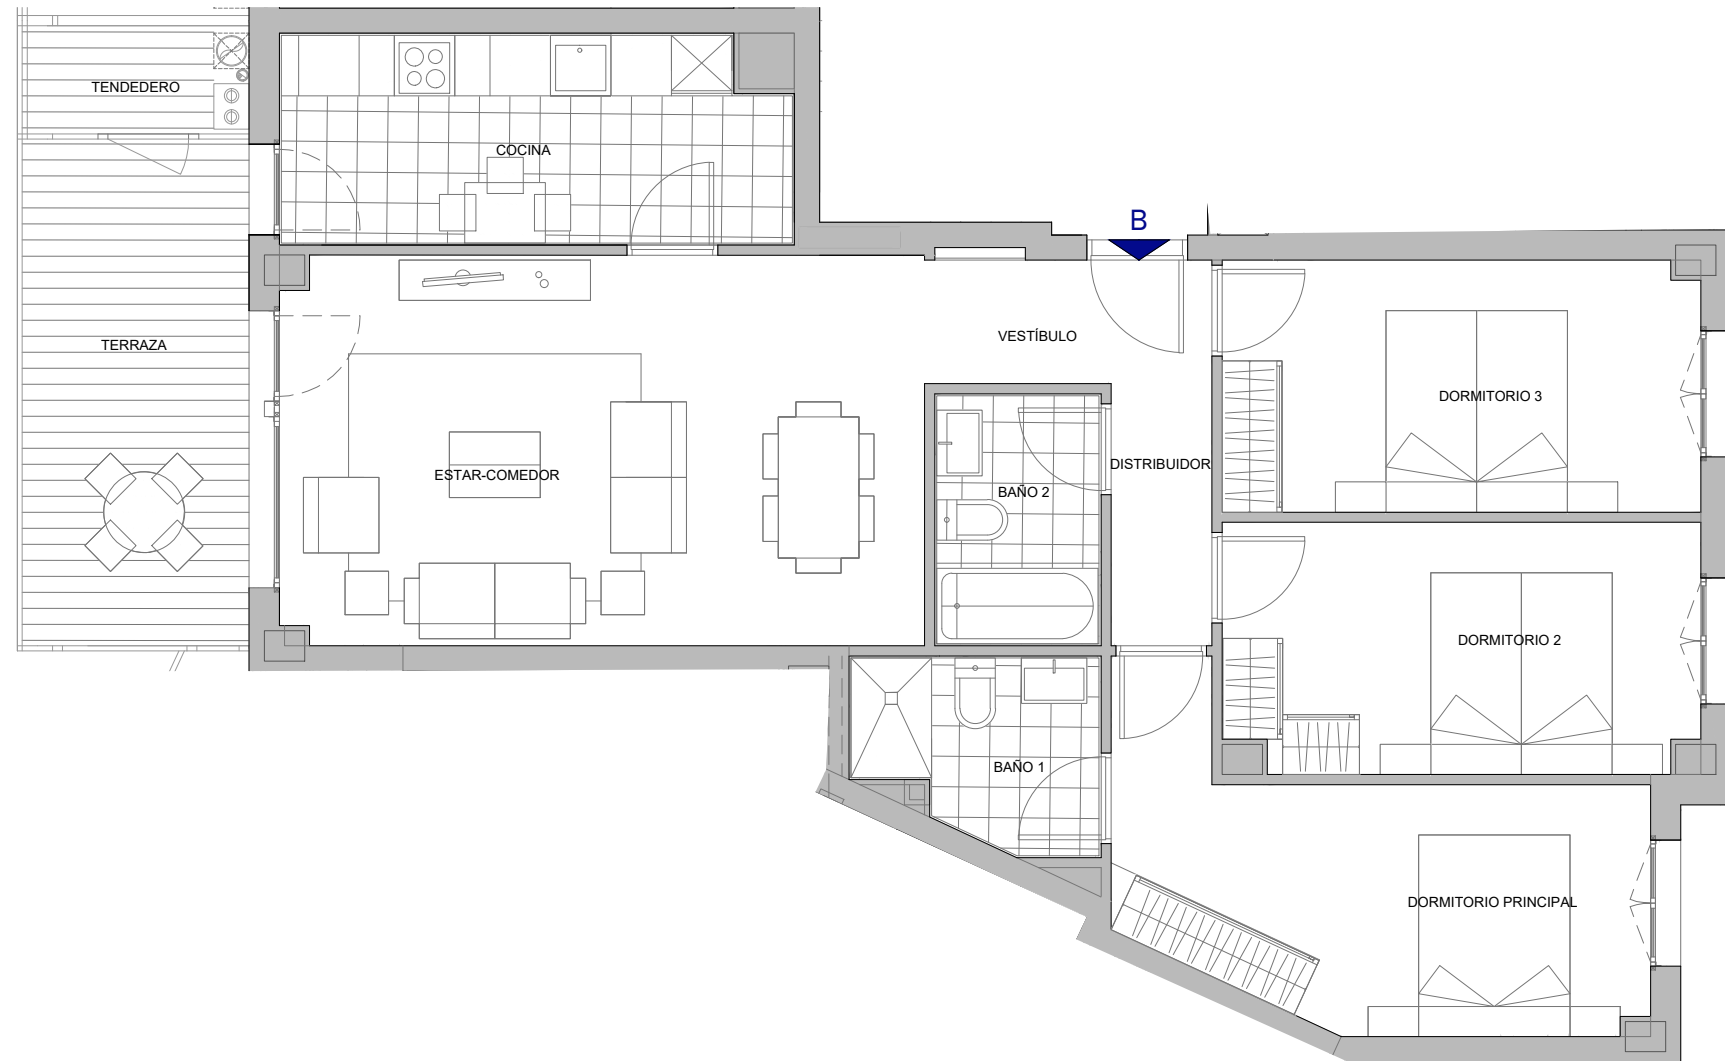 TENDEDERO
COCINA
B
TERRAZA
VESTÍBULO
DORMITORIO 3
ESTAR-COMEDOR
DISTRIBUIDOR
BAÑO 2
DORMITORIO 2
BAÑO 1
DORMITORIO PRINCIPAL